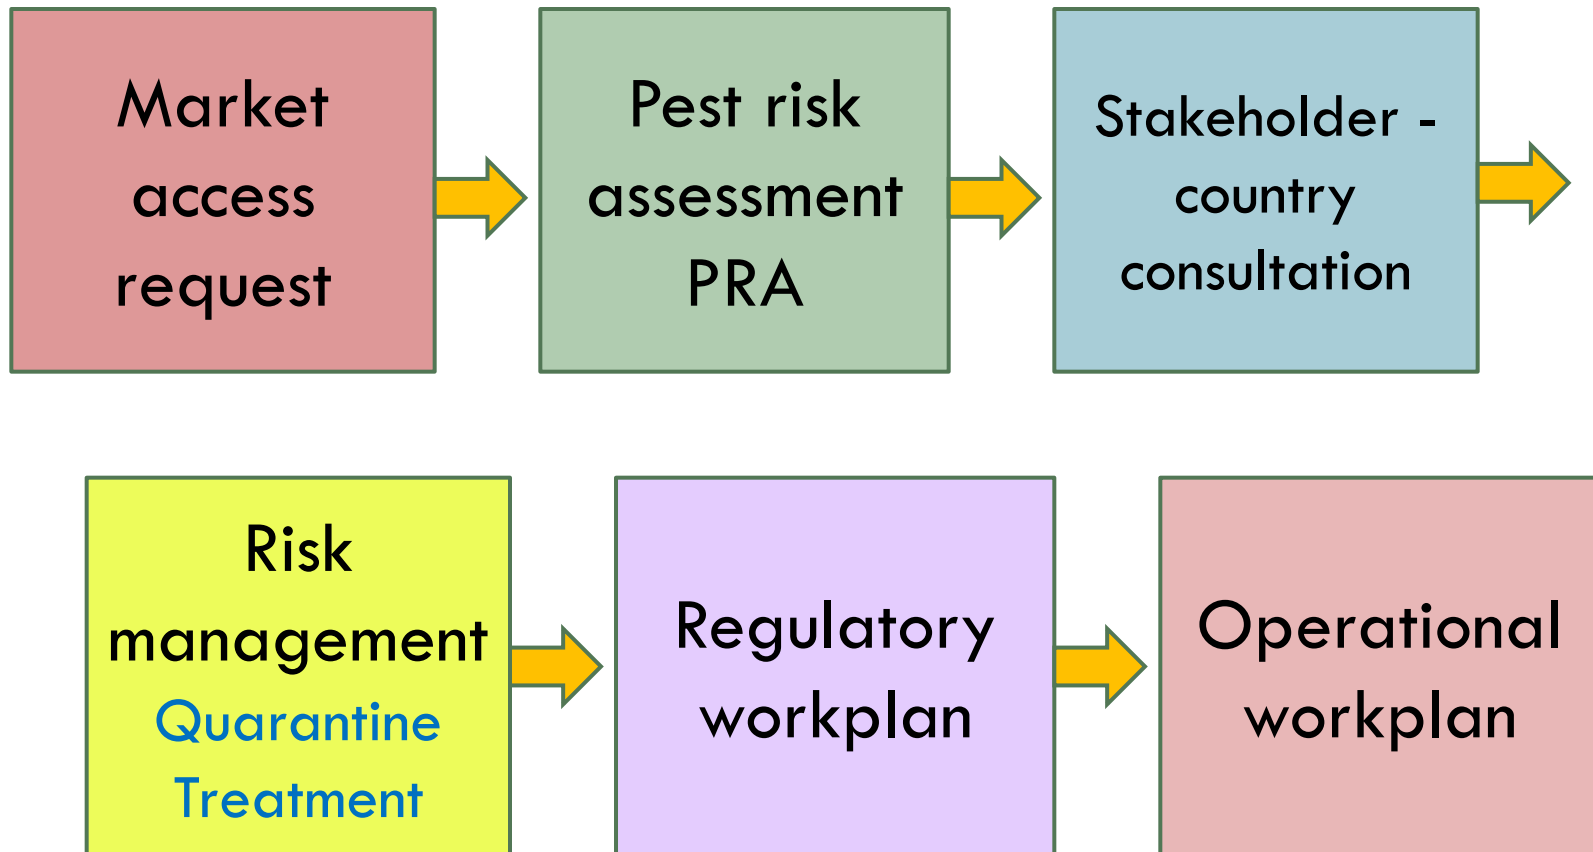 Market
access
request
Pest risk
assessment
PRA
Stakeholder -
country
consultation
Risk
management
Quarantine
Treatment
Regulatory
workplan
Operational
workplan